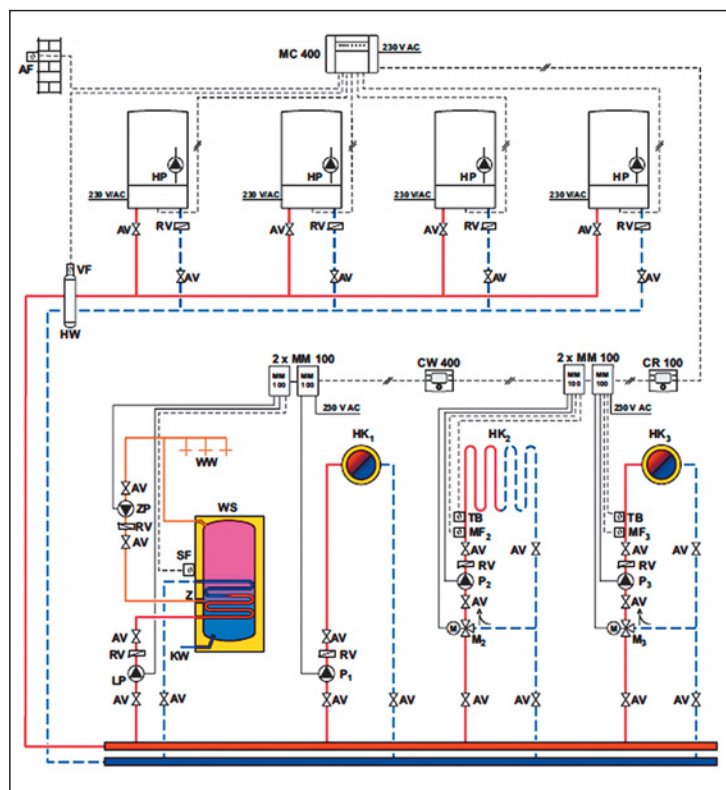 MC 400
230 V AC
AF
HP
HP
HP
HP
230 V/AC
230 V/AC
230 V/AC
230 V/AC
AV
RV
AV
RV
AV
RV
AV
RV
VF
AV
AV
AV
AV
HW
2 x MM 100
CW 400
2 x MM 100
CR 100
MM 100
MM 100
MM 100
MM 100
230 V AC
230 V AC
HK1
HK2
HK3
WW
AV
ZP
RV
AV
WS
SF
Z
KW
TB
MF2
TB
MF3
AV
AV
AV
AV
RV
RV
P2
P3
AV
AV
M
M2
M
M3
AV
RV
LP
AV
AV
AV
RV
P1
AV
AV
AV
AV
AV
AV